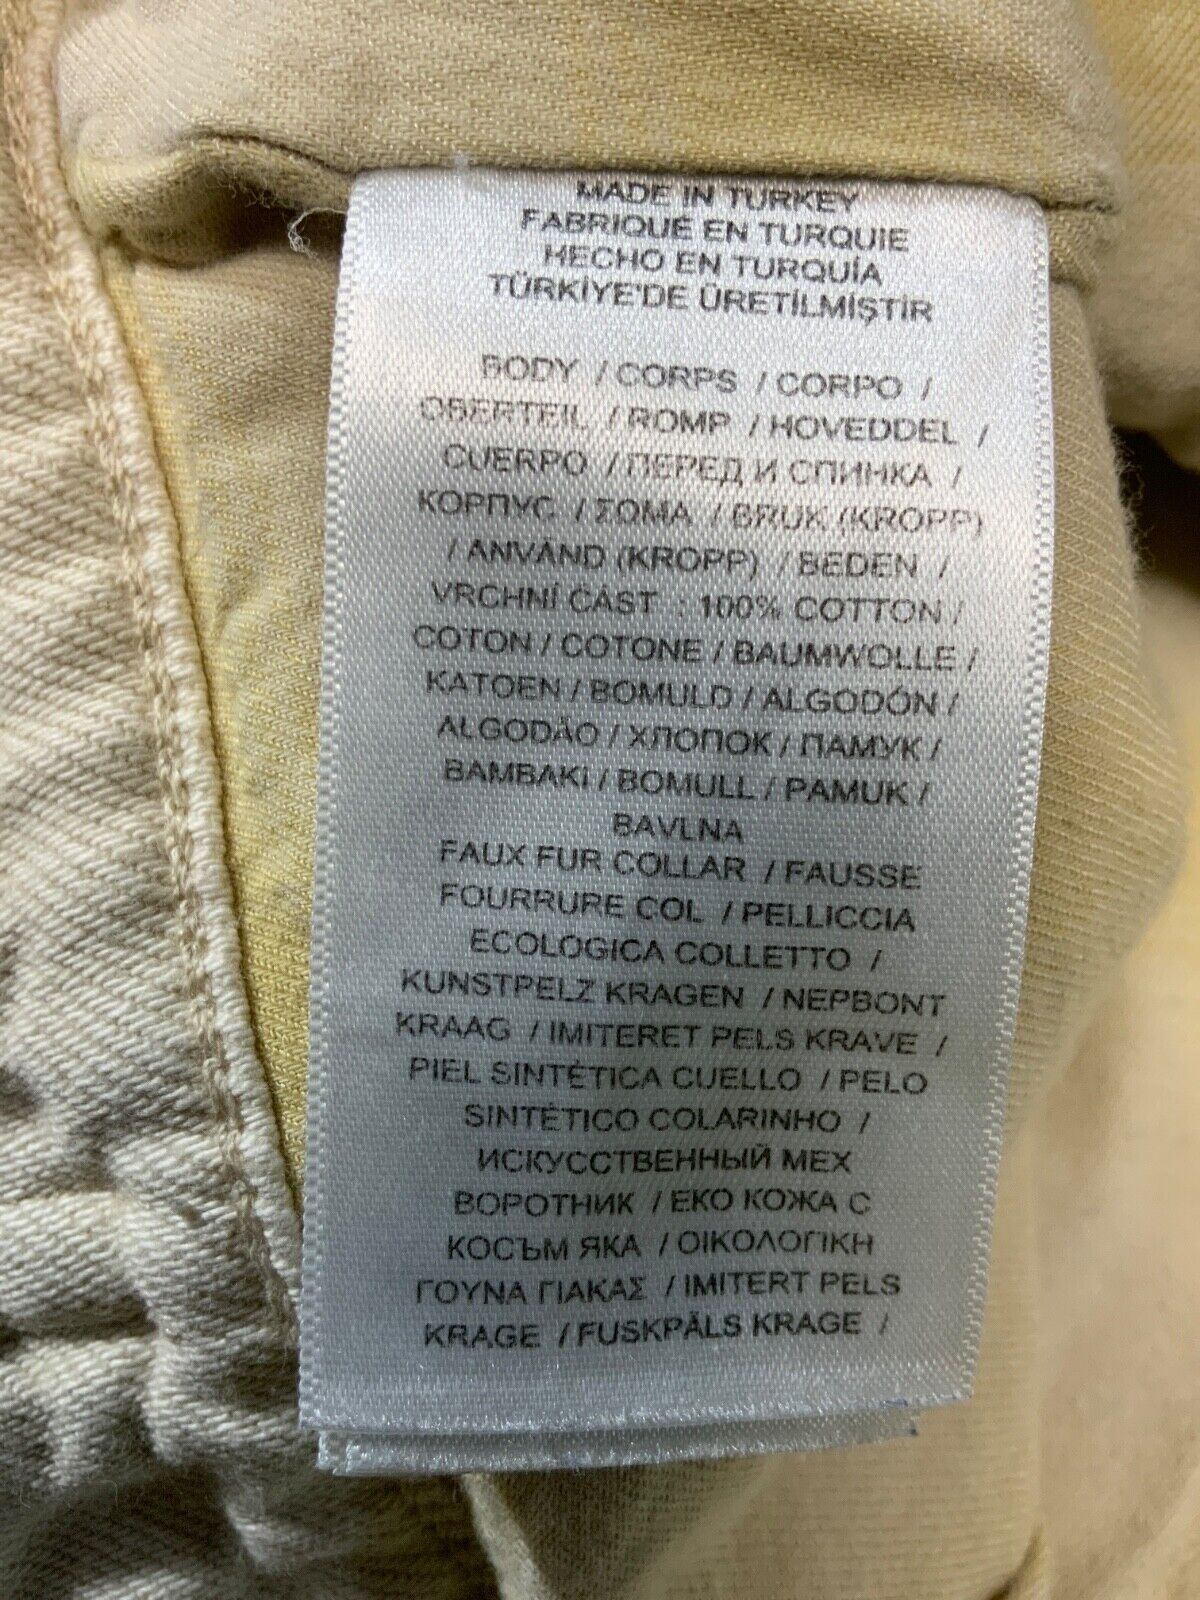 MADE IN TURKEY
FABRIQUÉ EN TURQUIE
HECHO EN TURQUÍA
TÜRKİYE'DE ÜRETİLMİŞTİR
BODY / CORPS / CORPO /
OBERTEIL / ROMP / HOVEDDEL /
CUERPO / ПЕРЕД И СПИНКА /
КОРПУС / ΣΩΜΑ / BRUK (KROPP)
/ ANVÄND (KROPP) / BEDEN /
VRCHNÍ ČÁST : 100% COTTON /
COTON / COTONE / BAUMWOLLE /
KATOEN / BOMULD / ALGODÓN /
ALGODÃO / ХЛОПОК / ПАМУК /
BAMBAKI / BOMULL / PAMUK /
BAVLNA
FAUX FUR COLLAR / FAUSSE
FOURRURE COL / PELLICCIA
ECOLOGICA COLLETTO /
KUNSTPELZ KRAGEN / NEPBONT
KRAAG / IMITERET PELS KRAVE /
PIEL SINTÉTICA CUELLO / PELO
SINTÉTICO COLARINHO /
ИСКУССТВЕННЫЙ МЕХ
ВОРОТНИК / ЕКО КОЖА С
КОСЪМ ЯКА / ΟΙΚΟΛΟΓΙΚΗ
ΓΟΥΝΑ ΓΙΑΚΑΣ / IMITERT PELS
KRAGE / FUSKPÄLS KRAGE /